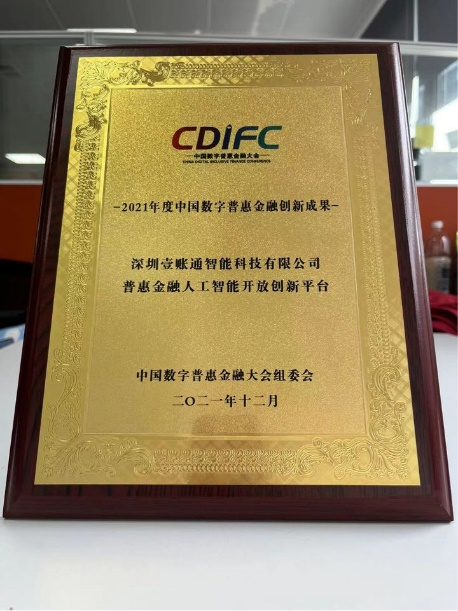 CDIFC
中国数字普惠金融大会
CHINA DIGITAL INCLUSIVE FINANCE CONFERENCE
-2021年度中国数字普惠金融创新成果-
深圳壹账通智能科技有限公司
普惠金融人工智能开放创新平台
中国数字普惠金融大会组委会
二〇二一年十二月